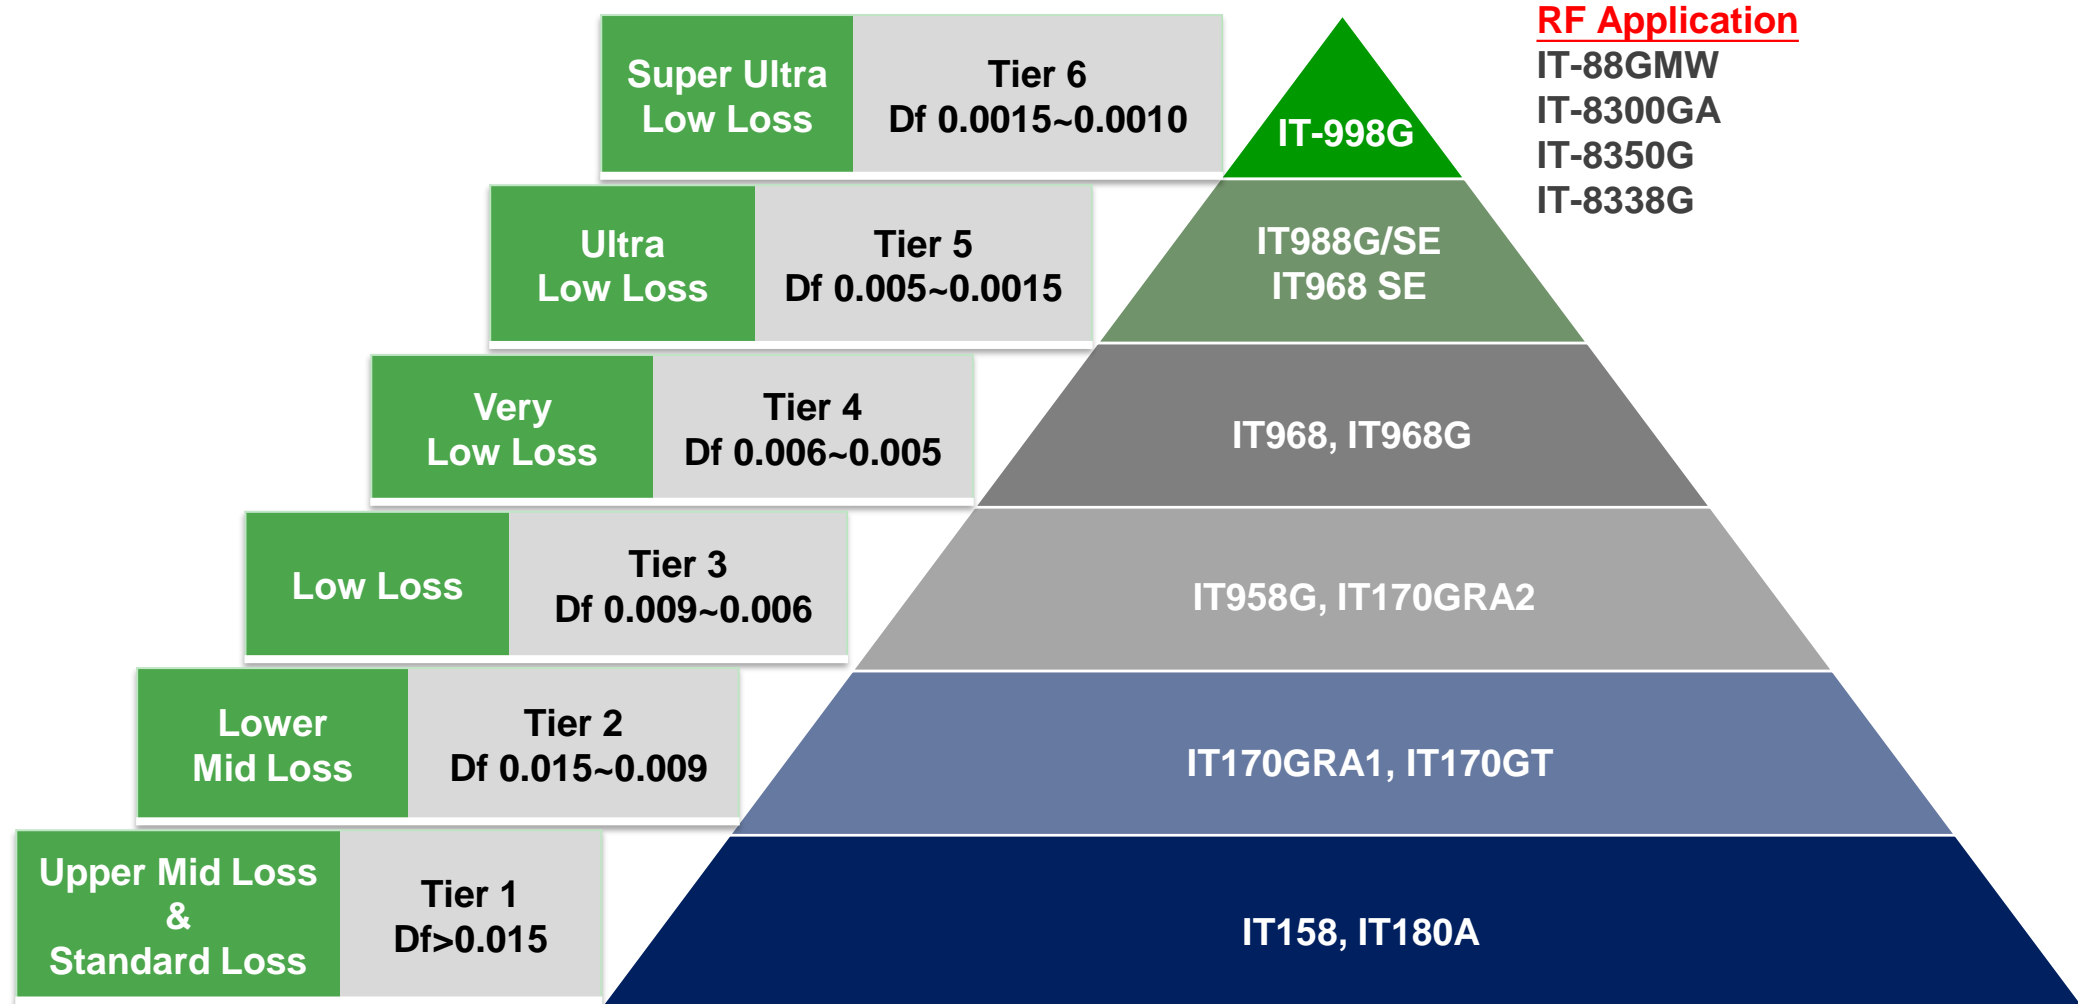 Super Ultra
Low Loss
Tier 6
Df 0.0015~0.0010
IT-998G
RF Application
IT-88GMW
IT-8300GA
IT-8350G
IT-8338G
Ultra
Low Loss
Tier 5
Df 0.005~0.0015
IT988G/SE
IT968 SE
Very
Low Loss
Tier 4
Df 0.006~0.005
IT968, IT968G
Low Loss
Tier 3
Df 0.009~0.006
IT958G, IT170GRA2
Lower
Mid Loss
Tier 2
Df 0.015~0.009
IT170GRA1, IT170GT
Upper Mid Loss
&
Standard Loss
Tier 1
Df>0.015
IT158, IT180A